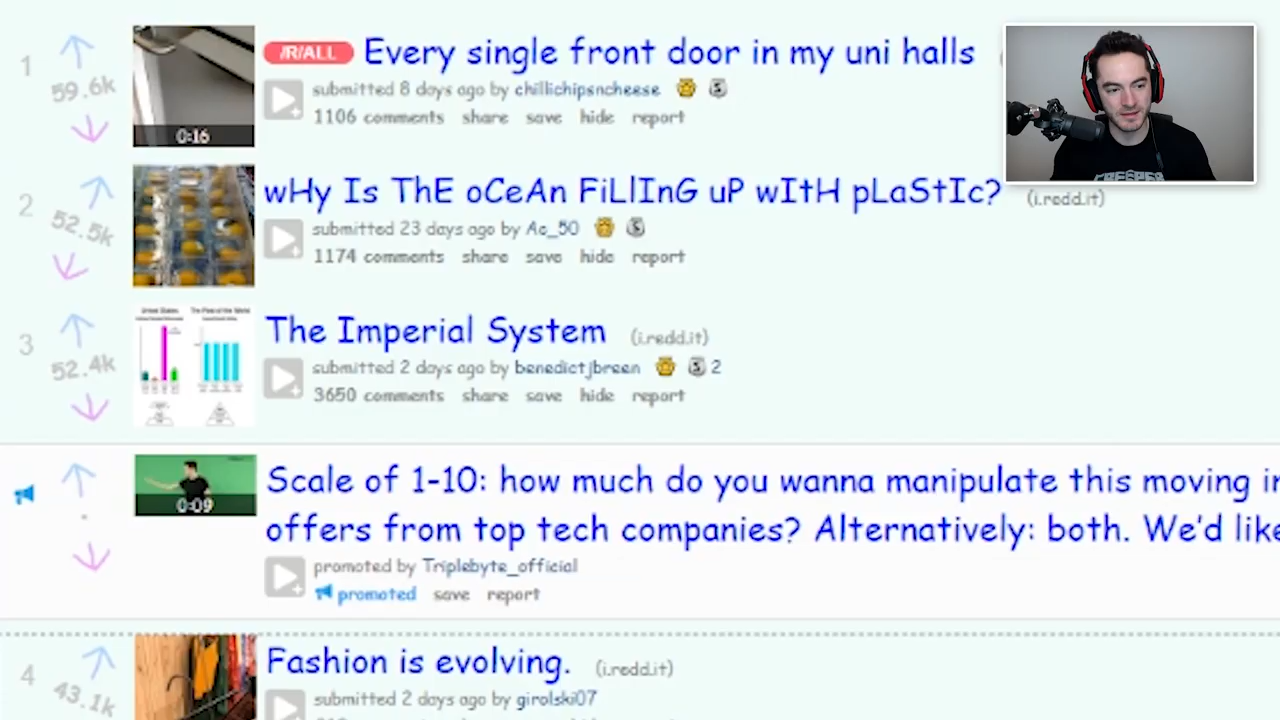 1
59.6k
0:16
/R/ALL Every single front door in my uni halls
submitted 8 days ago by chillichipsncheese
1106 comments share save hide report
CREEPER
2
52.5k
wHy Is ThE oCeAn FiLlInG uP wItH pLaStIc? (i.redd.it)
submitted 23 days ago by Ac_50
1174 comments share save hide report
3
52.4k
The Imperial System (i.redd.it)
submitted 2 days ago by benedictjbreen 2
3650 comments share save hide report
0:09
Scale of 1-10: how much do you wanna manipulate this moving
offers from top tech companies? Alternatively: both. We'd like
promoted by Triplebyte_official
promoted save report
4
43.1k
Fashion is evolving. (i.redd.it)
submitted 2 days ago by girolski07